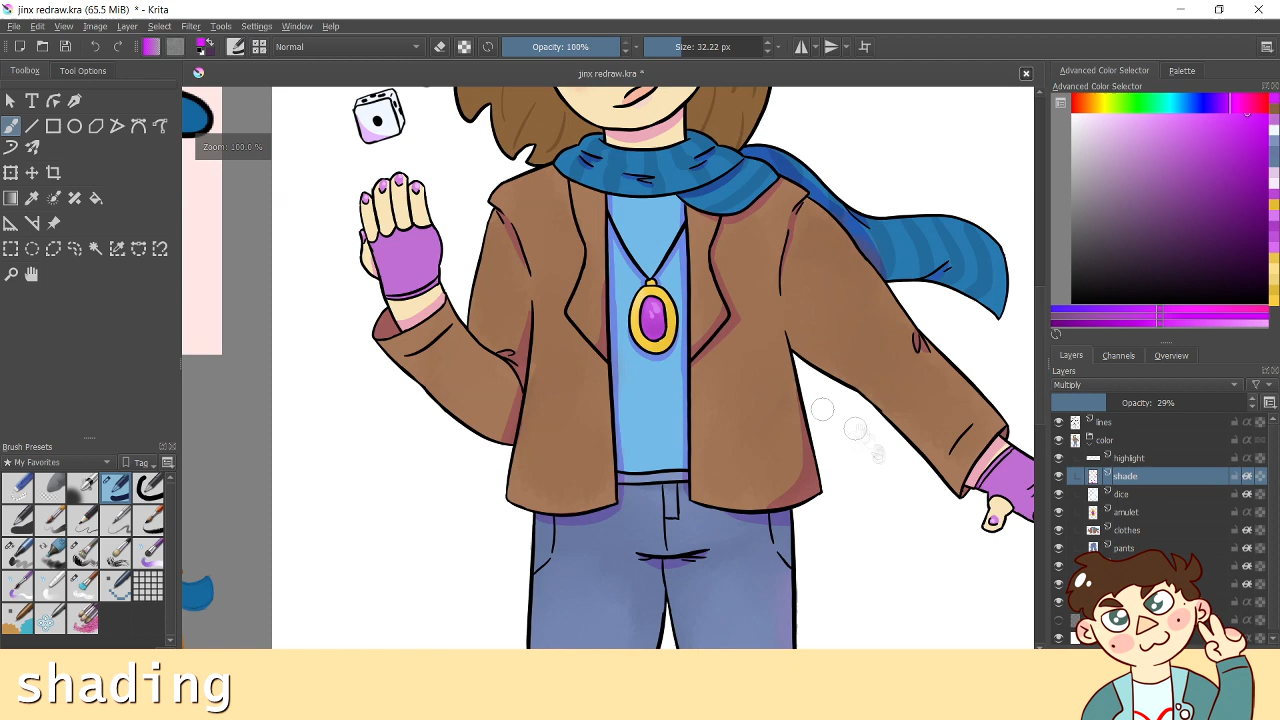 jinx redraw.kra (65.5 MiB) * - Krita
File Edit View Image Layer Select Filter Tools Settings Window Help
Normal Opacity: 100% Size: 32.22 px
Toolbox Tool Options
jinx redraw.kra *
Advanced Color Selector Palette
Advanced Color Selector
Zoom: 100.0 %
Layers Channels Overview
Layers
Multiply
Opacity: 29%
lines
color
highlight
shade
dice
amulet
clothes
pants
Brush Presets
My Favorites Tag
shading